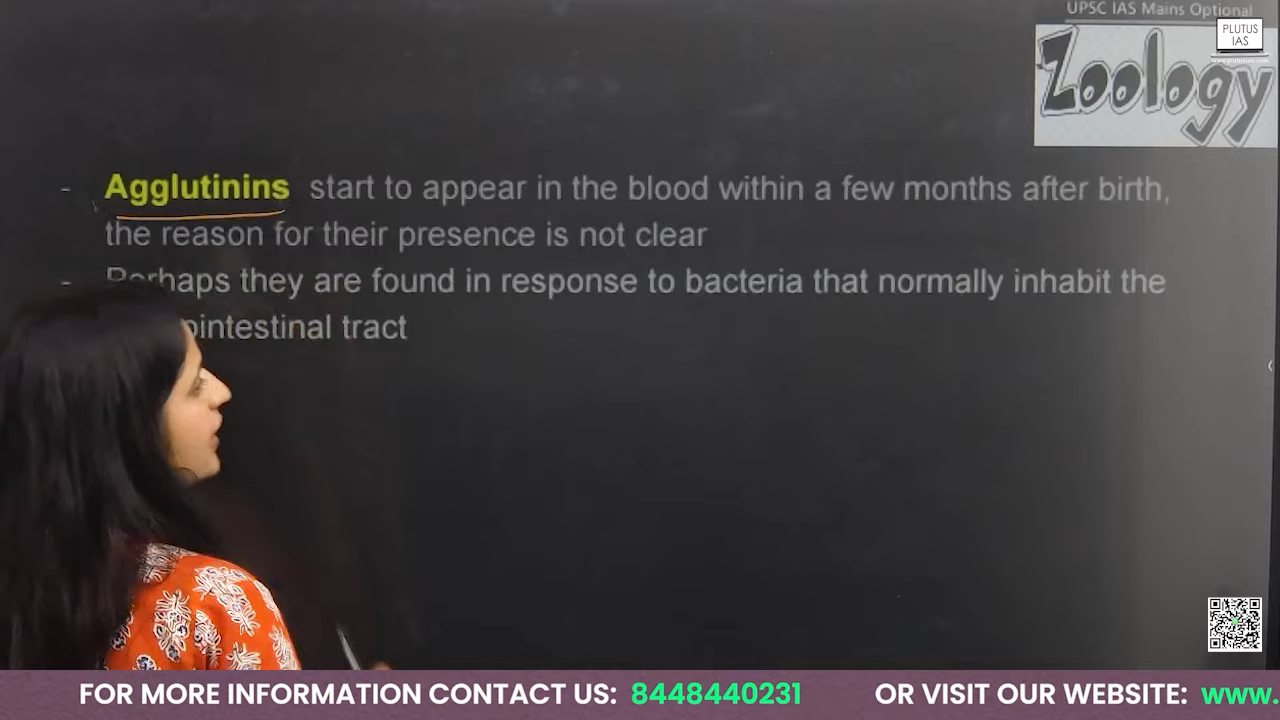 UPSC IAS Mains Optional
PLUTUS
IAS
Zoology
- Agglutinins start to appear in the blood within a few months after birth,
the reason for their presence is not clear
- Perhaps they are found in response to bacteria that normally inhabit the
tract
FOR MORE INFORMATION CONTACT US: 8448440231 OR VISIT OUR WEBSITE: www.